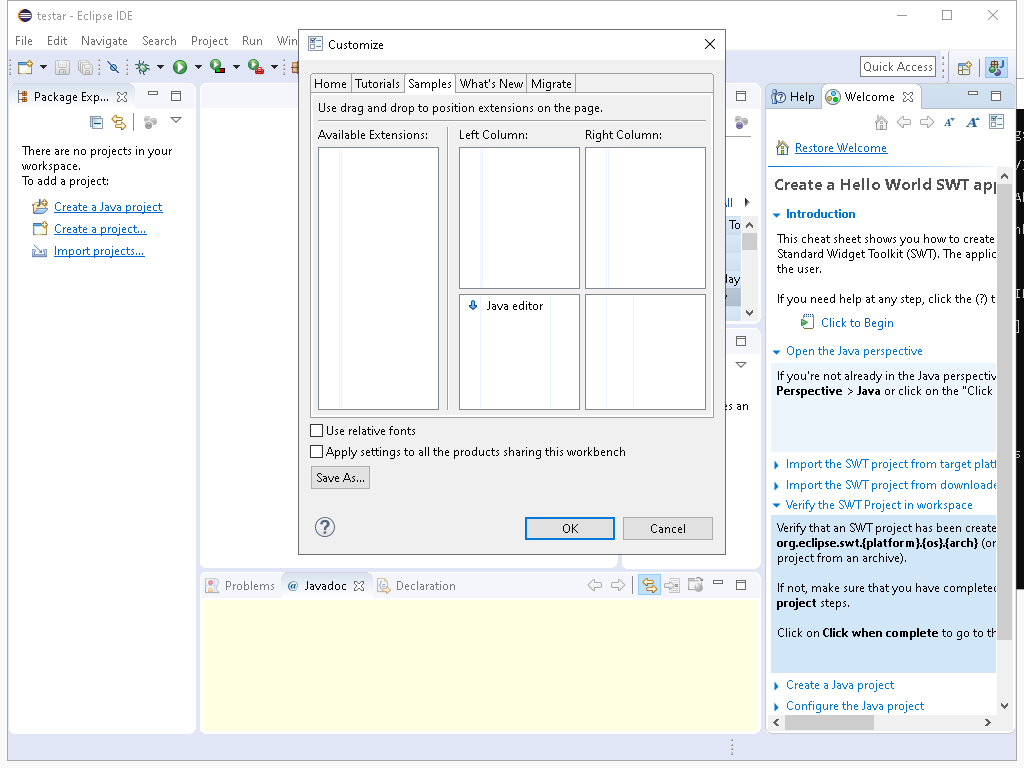 testar - Eclipse IDE
File Edit Navigate Search Project Run
Quick Access
Package Exp...
There are no projects in your
workspace.
To add a project:
Create a Java project
Create a project...
Import projects...
Customize
Home Tutorials Samples What's New Migrate
Use drag and drop to position extensions on the page.
Available Extensions: Left Column: Right Column:
Java editor
Use relative fonts
Apply settings to all the products sharing this workbench
Save As...
OK Cancel
To
Problems @ Javadoc Declaration
Help Welcome
Restore Welcome
Create a Hello World SWT app
Introduction
This cheat sheet shows you how to create
Standard Widget Toolkit (SWT). The applic
the user.
If you need help at any step, click the (?) t
Click to Begin
Open the Java perspective
If you're not already in the Java perspectiv
Perspective > Java or click on the "Click
Import the SWT project from target platf
Import the SWT project from downloade
Verify the SWT Project in workspace
Verify that an SWT project has been create
org.eclipse.swt.{platform}.{os}.{arch} (or
project from an archive).
If not, make sure that you have completed
project steps.
Click on Click when complete to go to th
Create a Java project
Configure the Java project